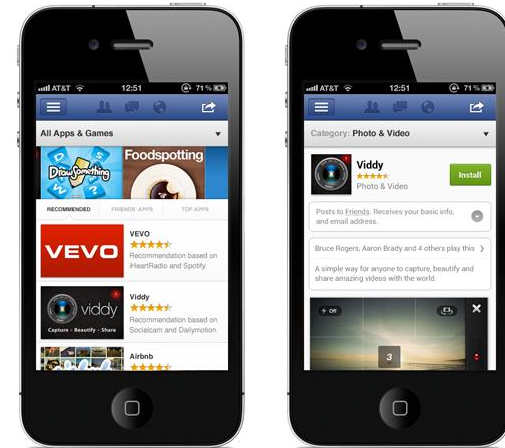 AT&T 12:51 71%
All Apps & Games
Draw Something
Foodspotting
RECOMMENDED FRIENDS' APPS TOP APPS
VEVO
VEVO
Recommendation based on
iHeartRadio and Spotify.
viddy
Capture · Beautify · Share
Viddy
Recommendation based on
Socialcam and Dailymotion.
Airbnb
AT&T 12:51 71%
Category: Photo & Video
Viddy
Photo & Video
Install
Posts to Friends. Receives your basic info,
and email address.
Bruce Rogers, Aaron Brady and 4 others play this
A simple way for anyone to capture, beautify and
share amazing videos with the world.
Off
3